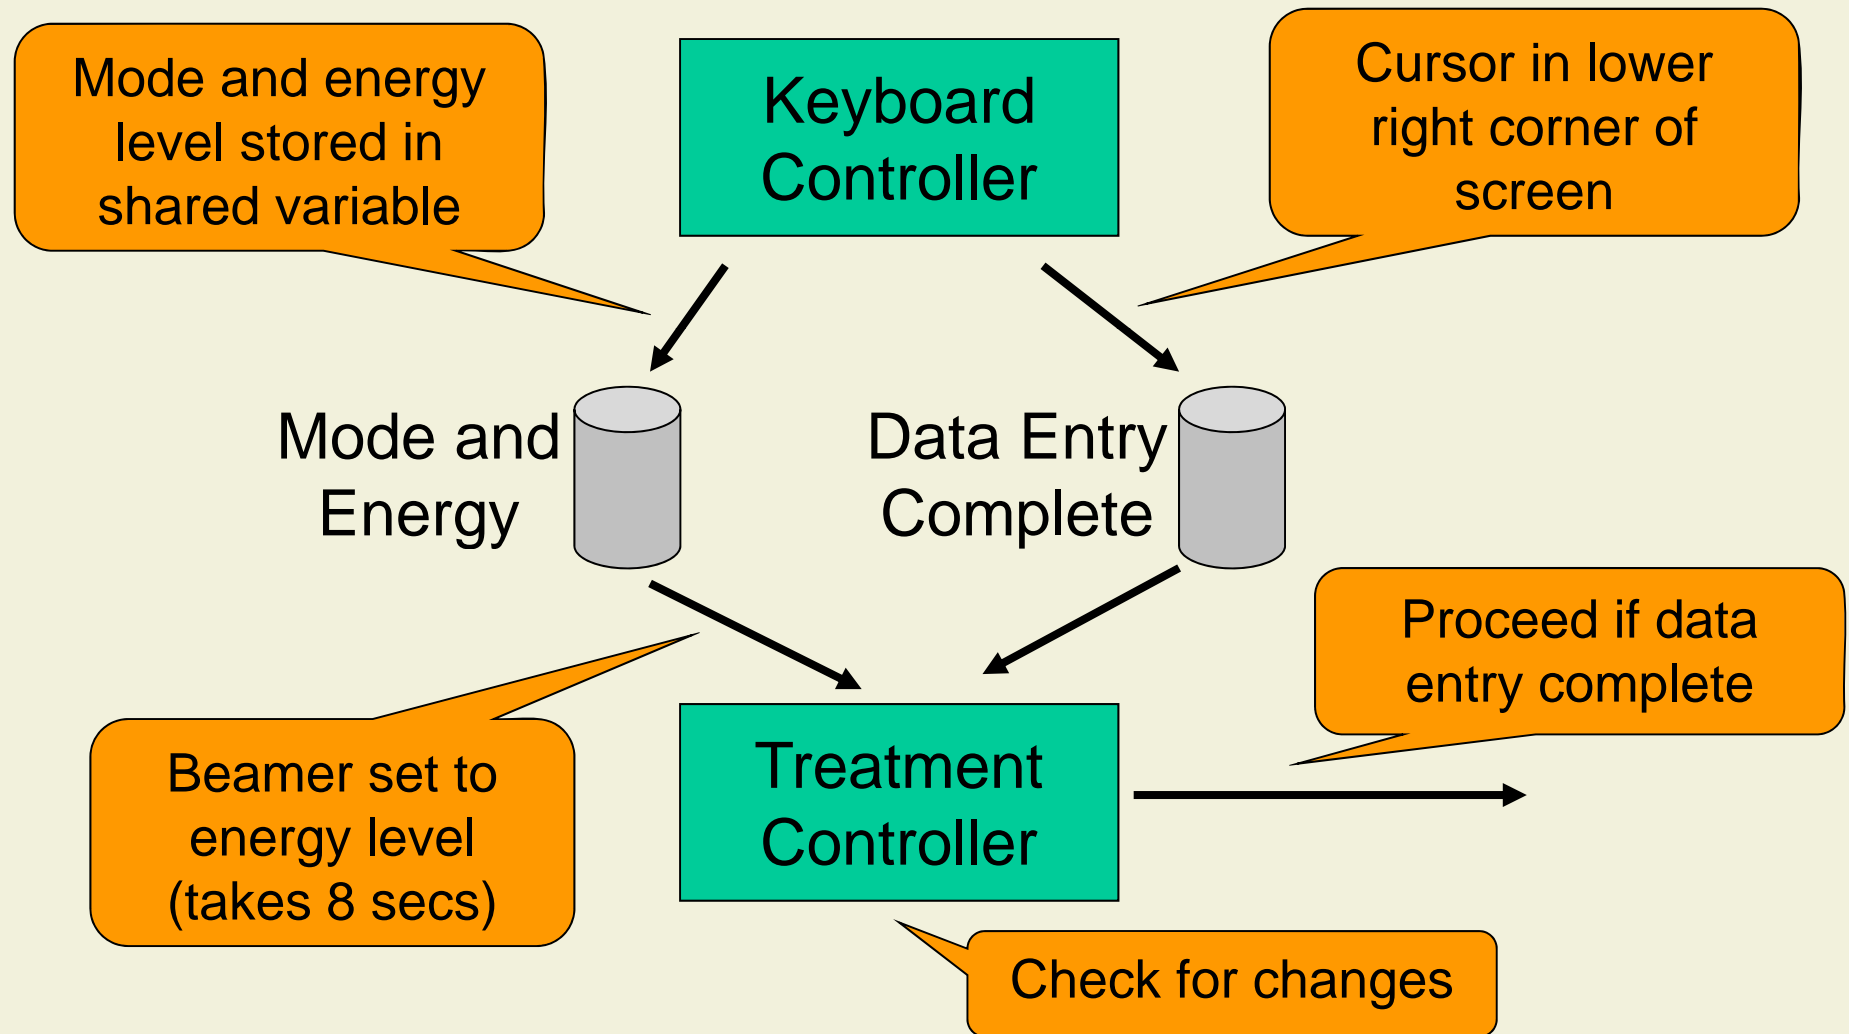 Mode and energy
level stored in
shared variable
Keyboard
Controller
Cursor in lower
right corner of
screen
Mode and
Energy
Data Entry
Complete
Proceed if data
entry complete
Beamer set to
energy level
(takes 8 secs)
Treatment
Controller
Check for changes